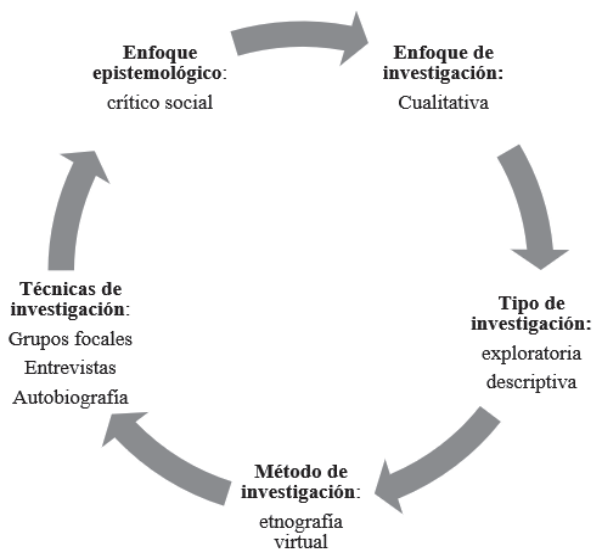 Enfoque
epistemológico:
crítico social
Enfoque de
investigación:
Cualitativa
Tipo de
investigación:
exploratoria
descriptiva
Método de
investigación:
etnografía
virtual
Técnicas de
investigación:
Grupos focales
Entrevistas
Autobiografía